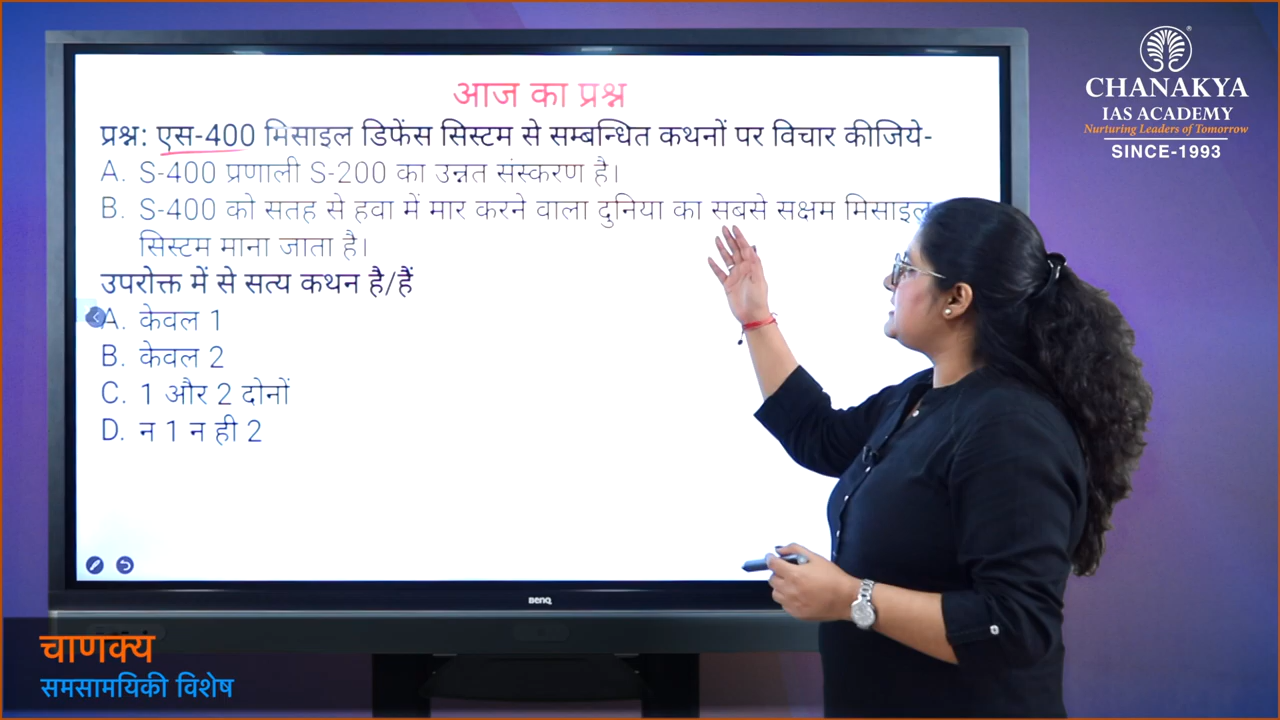 आज का प्रश्न
प्रश्न: एस-400 मिसाइल डिफेंस सिस्टम से सम्बन्धित कथनों पर विचार कीजिये-
A. S-400 प्रणाली S-200 का उन्नत संस्करण है।
B. S-400 को सतह से हवा में मार करने वाला दुनिया का सबसे सक्षम मिसाइल
सिस्टम माना जाता है।
उपरोक्त में से सत्य कथन है/हैं
A. केवल 1
B. केवल 2
C. 1 और 2 दोनों
D. न 1 न ही 2
BenQ
CHANAKYA
IAS ACADEMY
Nurturing Leaders of Tomorrow
SINCE-1993
चाणक्य
समसामयिकी विशेष